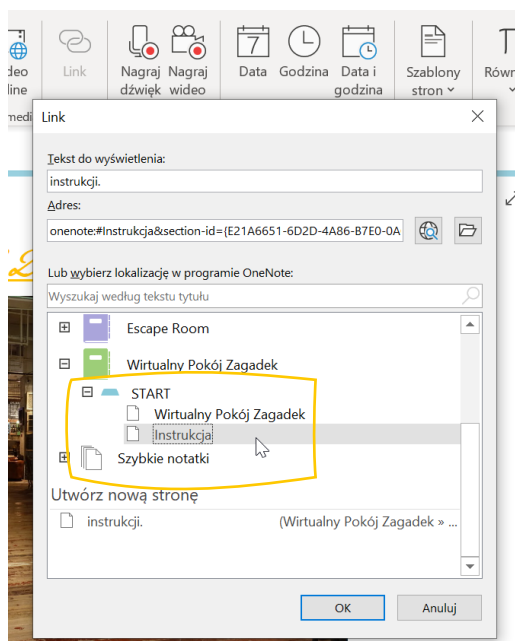 deo Link Nagraj Nagraj Data Godzina Data i Szablony Rów
line dźwięk wideo godzina stron
medi
Link
Tekst do wyświetlenia:
instrukcji.
Adres:
onenote:#Instrukcja&section-id={E21A6651-6D2D-4A86-B7E0-0A
Lub wybierz lokalizację w programie OneNote:
Wyszukaj według tekstu tytułu
Escape Room
Wirtualny Pokój Zagadek
START
Wirtualny Pokój Zagadek
Instrukcja
Szybkie notatki
Utwórz nową stronę
instrukcji. (Wirtualny Pokój Zagadek » ...
OK Anuluj